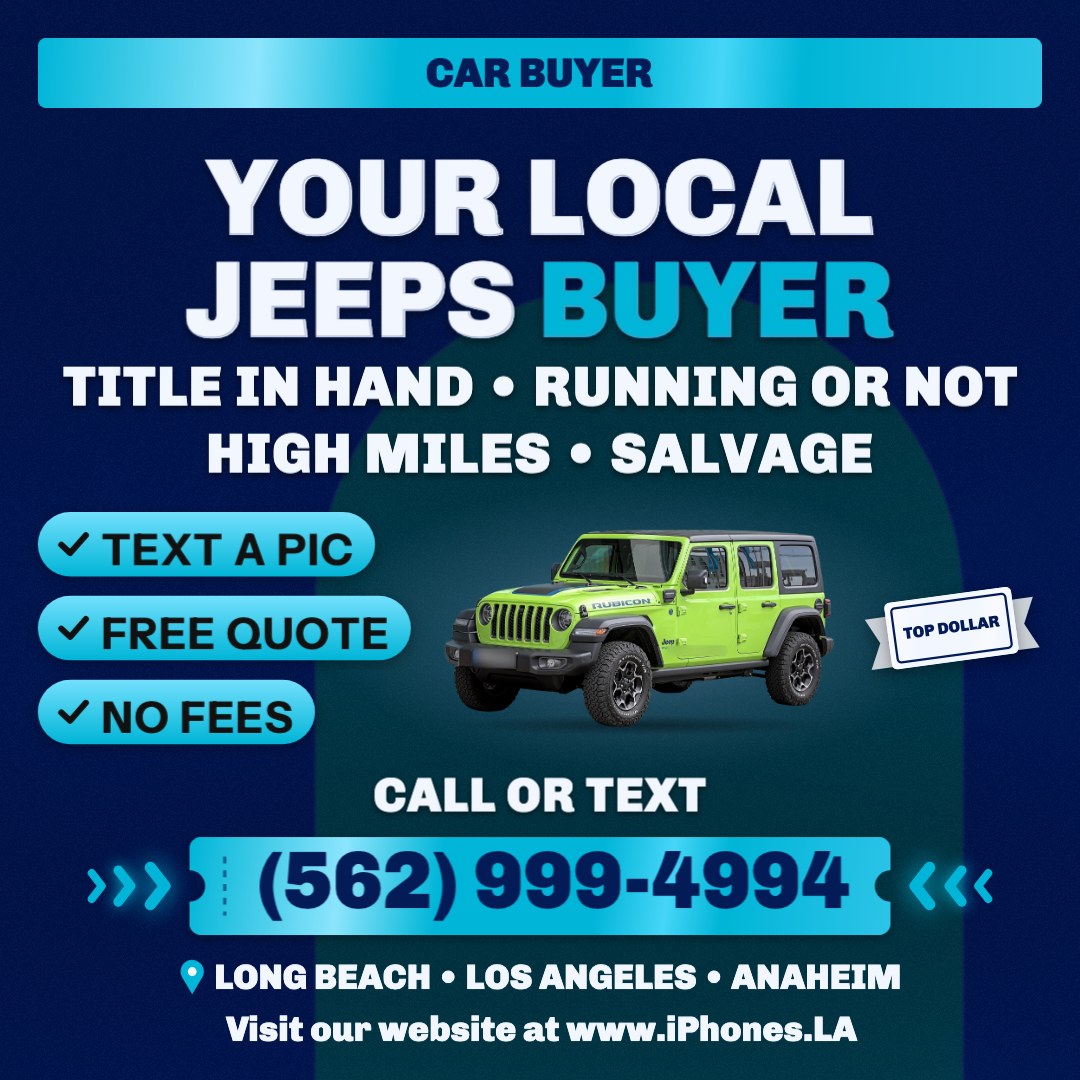 CAR BUYER
YOUR LOCAL
JEEPS BUYER
TITLE IN HAND • RUNNING OR NOT
HIGH MILES • SALVAGE
TEXT A PIC
FREE QUOTE
NO FEES
RUBICON
Jeep
TOP DOLLAR
CALL OR TEXT
(562) 999-4994
LONG BEACH • LOS ANGELES • ANAHEIM
Visit our website at www.iPhones.LA